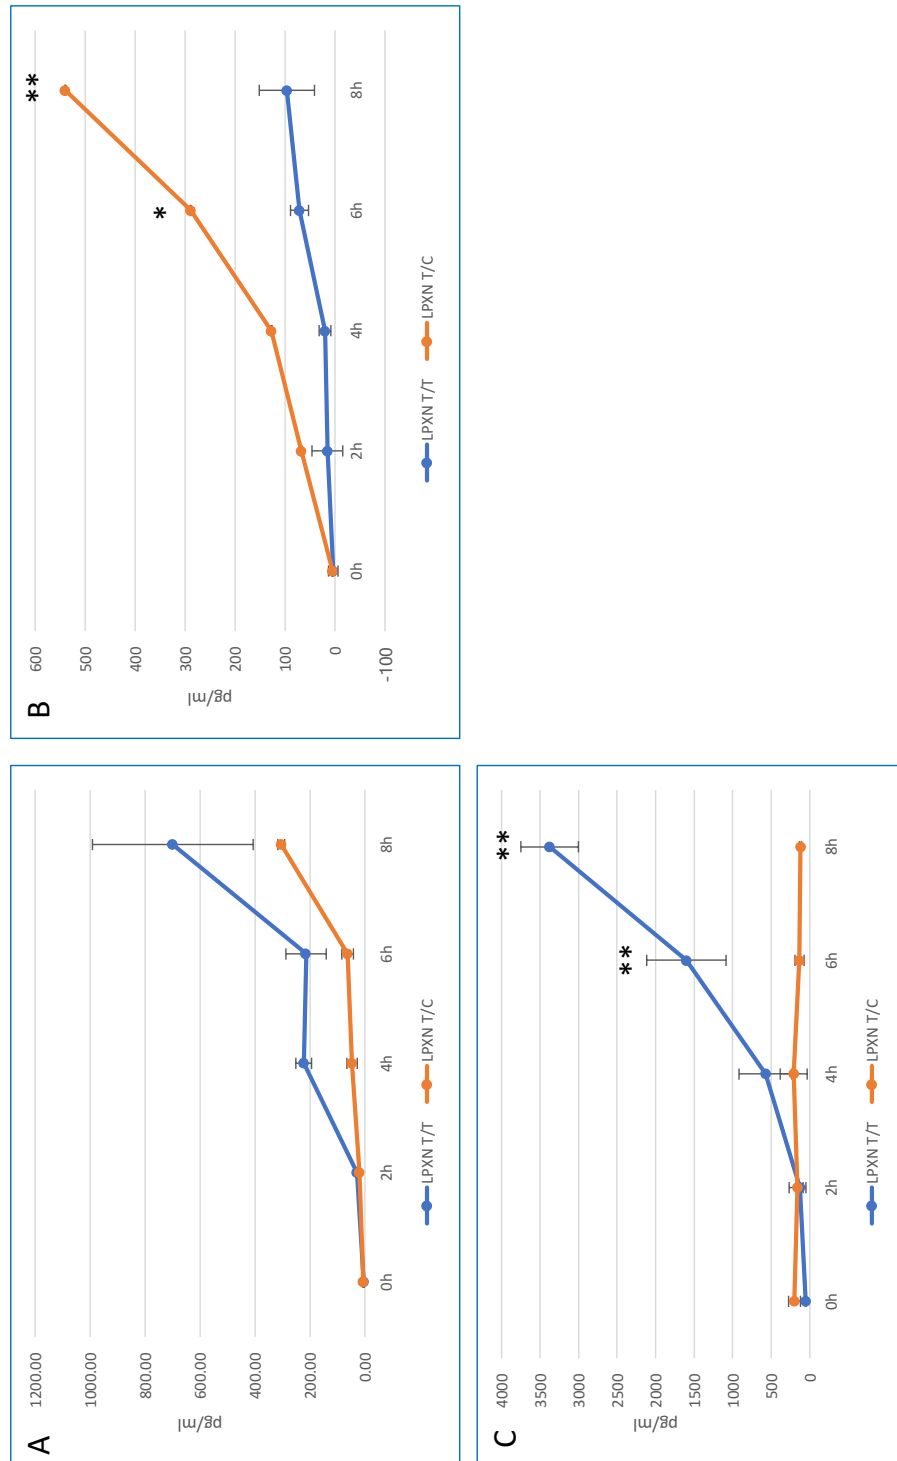 A
pg/ml
1200.00
1000.00
800.00
600.00
400.00
200.00
0.00
0h
2h
4h
6h
8h
LPXN T/T
LPXN T/C
B
pg/ml
600
500
400
300
200
100
0
-100
0h
2h
4h
6h
8h
*
**
LPXN T/T
LPXN T/C
C
pg/ml
4000
3500
3000
2500
2000
1500
1000
500
0
0h
2h
4h
6h
8h
**
**
LPXN T/T
LPXN T/C